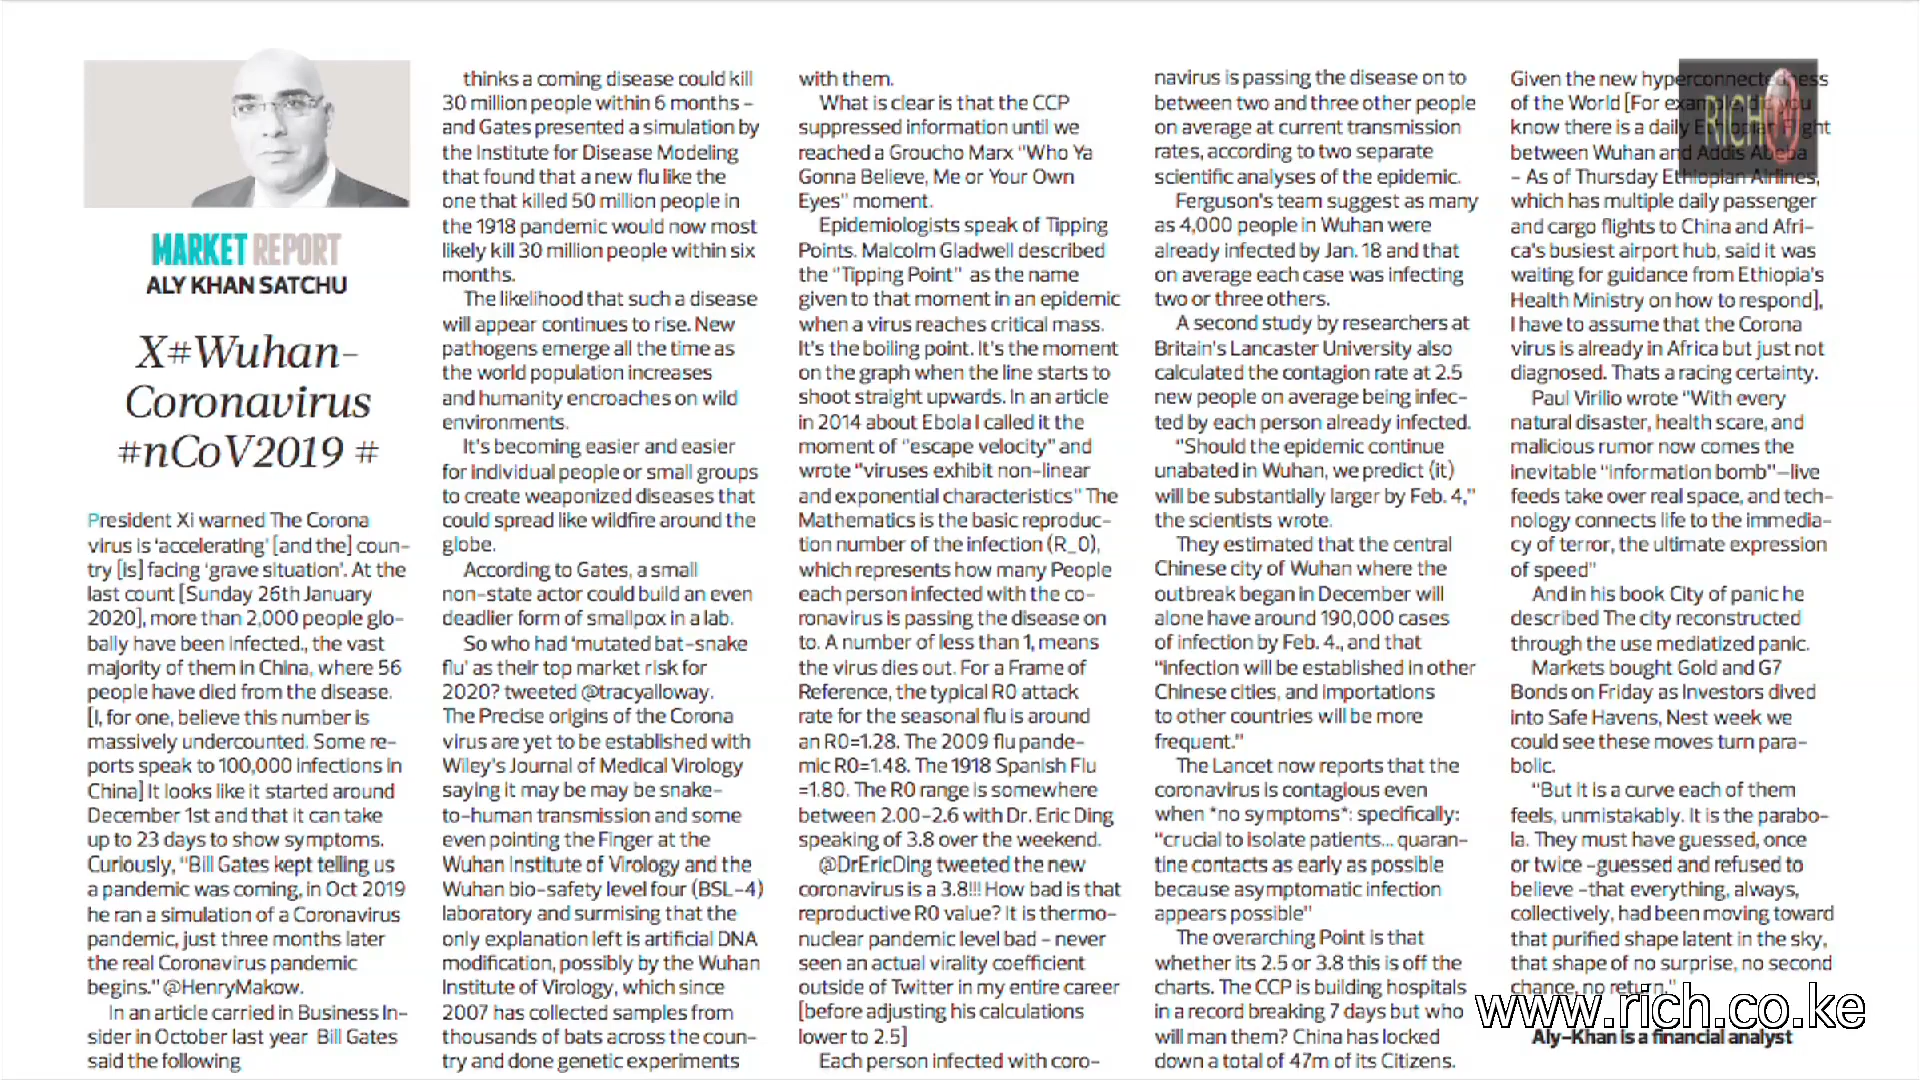 MARKET REPORT
ALY KHAN SATCHU
X#Wuhan-
Coronavirus
#nCoV2019 #
President Xi warned The Corona
virus is ‘accelerating’ [and the] coun-
try [is] facing ‘grave situation’. At the
last count [Sunday 26th January
2020], more than 2,000 people glo-
bally have been infected., the vast
majority of them in China, where 56
people have died from the disease.
[I, for one, believe this number is
massively undercounted. Some re-
ports speak to 100,000 infections in
China] It looks like it started around
December 1st and that it can take
up to 23 days to show symptoms.
Curiously, "Bill Gates kept telling us
a pandemic was coming, in Oct 2019
he ran a simulation of a Coronavirus
pandemic, just three months later
the real Coronavirus pandemic
begins." @HenryMakow.
In an article carried in Business In-
sider in October last year Bill Gates
said the following
thinks a coming disease could kill
30 million people within 6 months -
and Gates presented a simulation by
the Institute for Disease Modeling
that found that a new flu like the
one that killed 50 million people in
the 1918 pandemic would now most
likely kill 30 million people within six
months.
The likelihood that such a disease
will appear continues to rise. New
pathogens emerge all the time as
the world population increases
and humanity encroaches on wild
environments.
It's becoming easier and easier
for individual people or small groups
to create weaponized diseases that
could spread like wildfire around the
globe.
According to Gates, a small
non-state actor could build an even
deadlier form of smallpox in a lab.
So who had ‘mutated bat-snake
flu’ as their top market risk for
2020? tweeted @tracyalloway.
The Precise origins of the Corona
virus are yet to be established with
Wiley's Journal of Medical Virology
saying it may be may be snake-
to-human transmission and some
even pointing the Finger at the
Wuhan Institute of Virology and the
Wuhan bio-safety level four (BSL-4)
laboratory and surmising that the
only explanation left is artificial DNA
modification, possibly by the Wuhan
Institute of Virology, which since
2007 has collected samples from
thousands of bats across the coun-
try and done genetic experiments
with them.
What is clear is that the CCP
suppressed information until we
reached a Groucho Marx "Who Ya
Gonna Believe, Me or Your Own
Eyes" moment.
Epidemiologists speak of Tipping
Points. Malcolm Gladwell described
the "Tipping Point" as the name
given to that moment in an epidemic
when a virus reaches critical mass.
It's the boiling point. It's the moment
on the graph when the line starts to
shoot straight upwards. In an article
in 2014 about Ebola I called it the
moment of "escape velocity" and
wrote "viruses exhibit non-linear
and exponential characteristics" The
Mathematics is the basic reproduc-
tion number of the infection (R_0),
which represents how many People
each person infected with the co-
ronavirus is passing the disease on
to. A number of less than 1, means
the virus dies out. For a Frame of
Reference, the typical R0 attack
rate for the seasonal flu is around
an R0=1.28. The 2009 flu pande-
mic R0=1.48. The 1918 Spanish Flu
=1.80. The R0 range is somewhere
between 2.00-2.6 with Dr. Eric Ding
speaking of 3.8 over the weekend.
@DrEricDing tweeted the new
coronavirus is a 3.8!!! How bad is that
reproductive R0 value? It is thermo-
nuclear pandemic level bad - never
seen an actual virality coefficient
outside of Twitter in my entire career
[before adjusting his calculations
lower to 2.5]
Each person infected with coro-
navirus is passing the disease on to
between two and three other people
on average at current transmission
rates, according to two separate
scientific analyses of the epidemic.
Ferguson's team suggest as many
as 4,000 people in Wuhan were
already infected by Jan. 18 and that
on average each case was infecting
two or three others.
A second study by researchers at
Britain's Lancaster University also
calculated the contagion rate at 2.5
new people on average being infec-
ted by each person already infected.
"Should the epidemic continue
unabated in Wuhan, we predict (it)
will be substantially larger by Feb. 4,"
the scientists wrote.
They estimated that the central
Chinese city of Wuhan where the
outbreak began in December will
alone have around 190,000 cases
of infection by Feb. 4., and that
"infection will be established in other
Chinese cities, and importations
to other countries will be more
frequent."
The Lancet now reports that the
coronavirus is contagious even
when *no symptoms*: specifically:
"crucial to isolate patients... quaran-
tine contacts as early as possible
because asymptomatic infection
appears possible"
The overarching Point is that
whether its 2.5 or 3.8 this is off the
charts. The CCP is building hospitals
in a record breaking 7 days but who
will man them? China has locked
down a total of 47m of its Citizens.
Given the new hyperconnectedness
of the World [For example, did you
know there is a daily Ethiopian flight
between Wuhan and Addis Abeba
- As of Thursday Ethiopian Airlines,
which has multiple daily passenger
and cargo flights to China and Afri-
ca's busiest airport hub, said it was
waiting for guidance from Ethiopia's
Health Ministry on how to respond],
I have to assume that the Corona
virus is already in Africa but just not
diagnosed. Thats a racing certainty.
Paul Virilio wrote "With every
natural disaster, health scare, and
malicious rumor now comes the
inevitable "information bomb"—live
feeds take over real space, and tech-
nology connects life to the immedia-
cy of terror, the ultimate expression
of speed"
And in his book City of panic he
described The city reconstructed
through the use mediatized panic.
Markets bought Gold and G7
Bonds on Friday as Investors dived
into Safe Havens, Nest week we
could see these moves turn para-
bolic.
"But it is a curve each of them
feels, unmistakably. It is the parabo-
la. They must have guessed, once
or twice -guessed and refused to
believe -that everything, always,
collectively, had been moving toward
that purified shape latent in the sky,
that shape of no surprise, no second
chance, no return."
Aly-Khan is a financial analyst
RICH
www.rich.co.ke